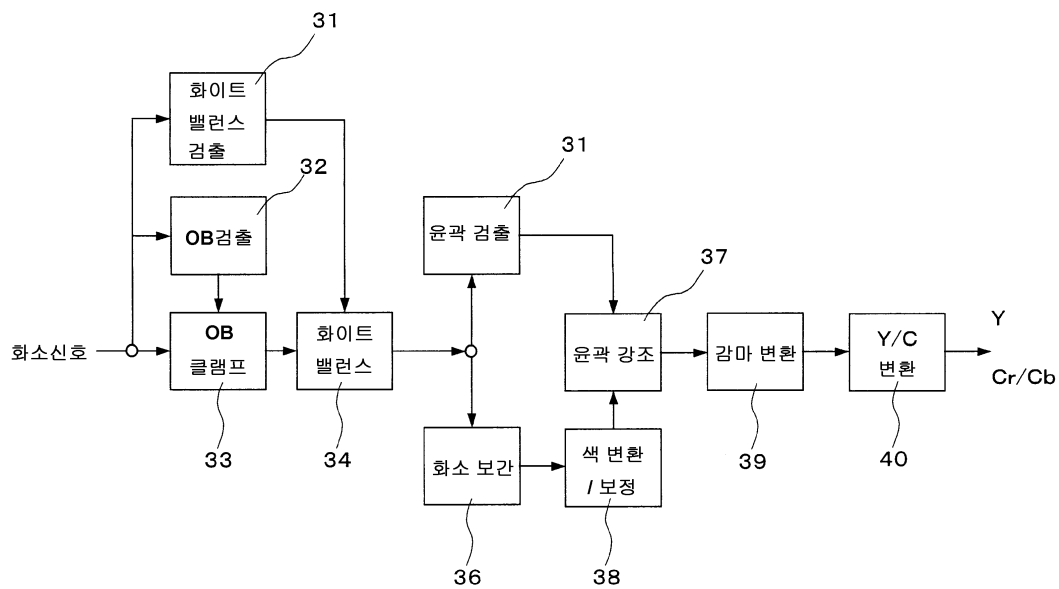 31
화이트
밸런스
검출
32
OB검출
화소신호
OB
클램프
33
화이트
밸런스
34
31
윤곽 검출
화소 보간
36
37
윤곽 강조
색 변환
/ 보정
38
감마 변환
39
Y/C
변환
40
Y
Cr/Cb